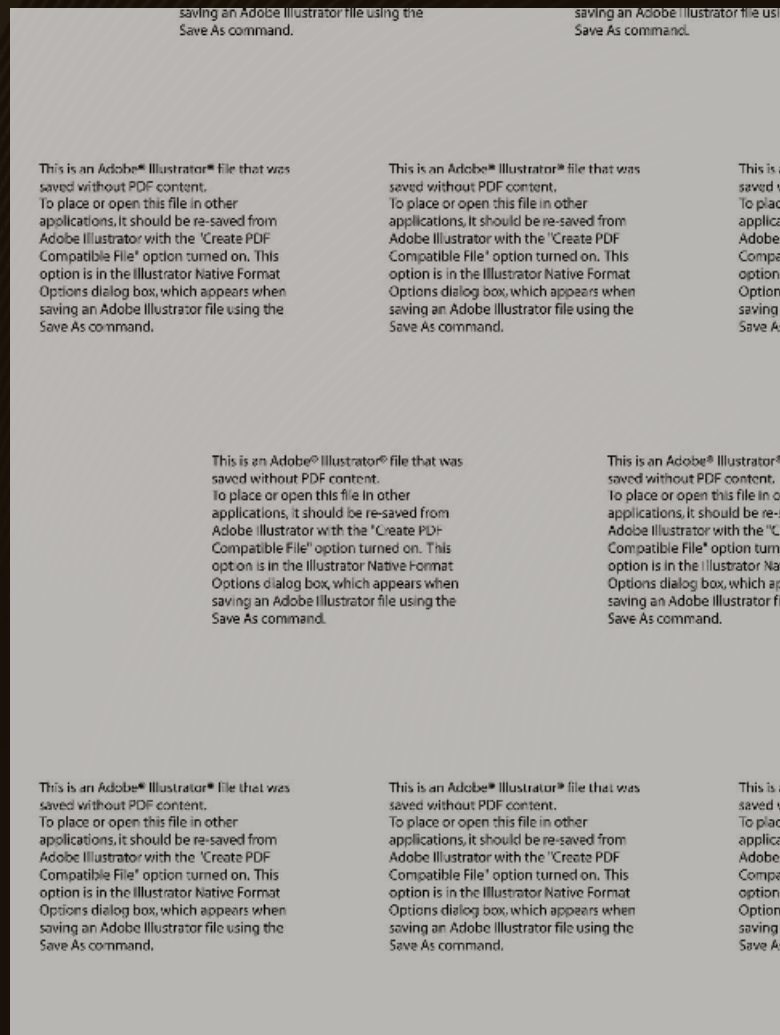 saving an Adobe Illustrator file using the
Save As command.
saving an Adobe Illustrator file
Save As command.
This is an Adobe® Illustrator® file that was
saved without PDF content.
To place or open this file in other
applications, it should be re-saved from
Adobe Illustrator with the "Create PDF
Compatible File" option turned on. This
option is in the Illustrator Native Format
Options dialog box, which appears when
saving an Adobe Illustrator file using the
Save As command.
This is an Adobe® Illustrator® file that was
saved without PDF content.
To place or open this file in other
applications, it should be re-saved from
Adobe Illustrator with the "Create PDF
Compatible File" option turned on. This
option is in the Illustrator Native Format
Options dialog box, which appears when
saving an Adobe Illustrator file using the
Save As command.
This is
saved
To
Adobe
option
saving
Save
This is an Adobe® Illustrator® file that was
saved without PDF content.
To place or open this file in other
applications, it should be re-saved from
Adobe Illustrator with the "Create PDF
Compatible File" option turned on. This
option is in the Illustrator Native Format
Options dialog box, which appears when
saving an Adobe Illustrator file using the
Save As command.
This is an Adobe® Illustrator®
saved without PDF content.
To place or open this file in
applications, it should be
Adobe Illustrator with the
Compatible File" option
option is in the Illustrator
Options dialog box, which
saving an Adobe Illustrator
Save As command.
This is an Adobe® Illustrator® file that was
saved without PDF content.
To place or open this file in other
applications, it should be re-saved from
Adobe Illustrator with the "Create PDF
Compatible File" option turned on. This
option is in the Illustrator Native Format
Options dialog box, which appears when
saving an Adobe Illustrator file using the
Save As command.
This is an Adobe® Illustrator® file that was
saved without PDF content.
To place or open this file in other
applications, it should be re-saved from
Adobe Illustrator with the "Create PDF
Compatible File" option turned on. This
option is in the Illustrator Native Format
Options dialog box, which appears when
saving an Adobe Illustrator file using the
Save As command.
This is
saved
To
Adobe
option
saving
Save